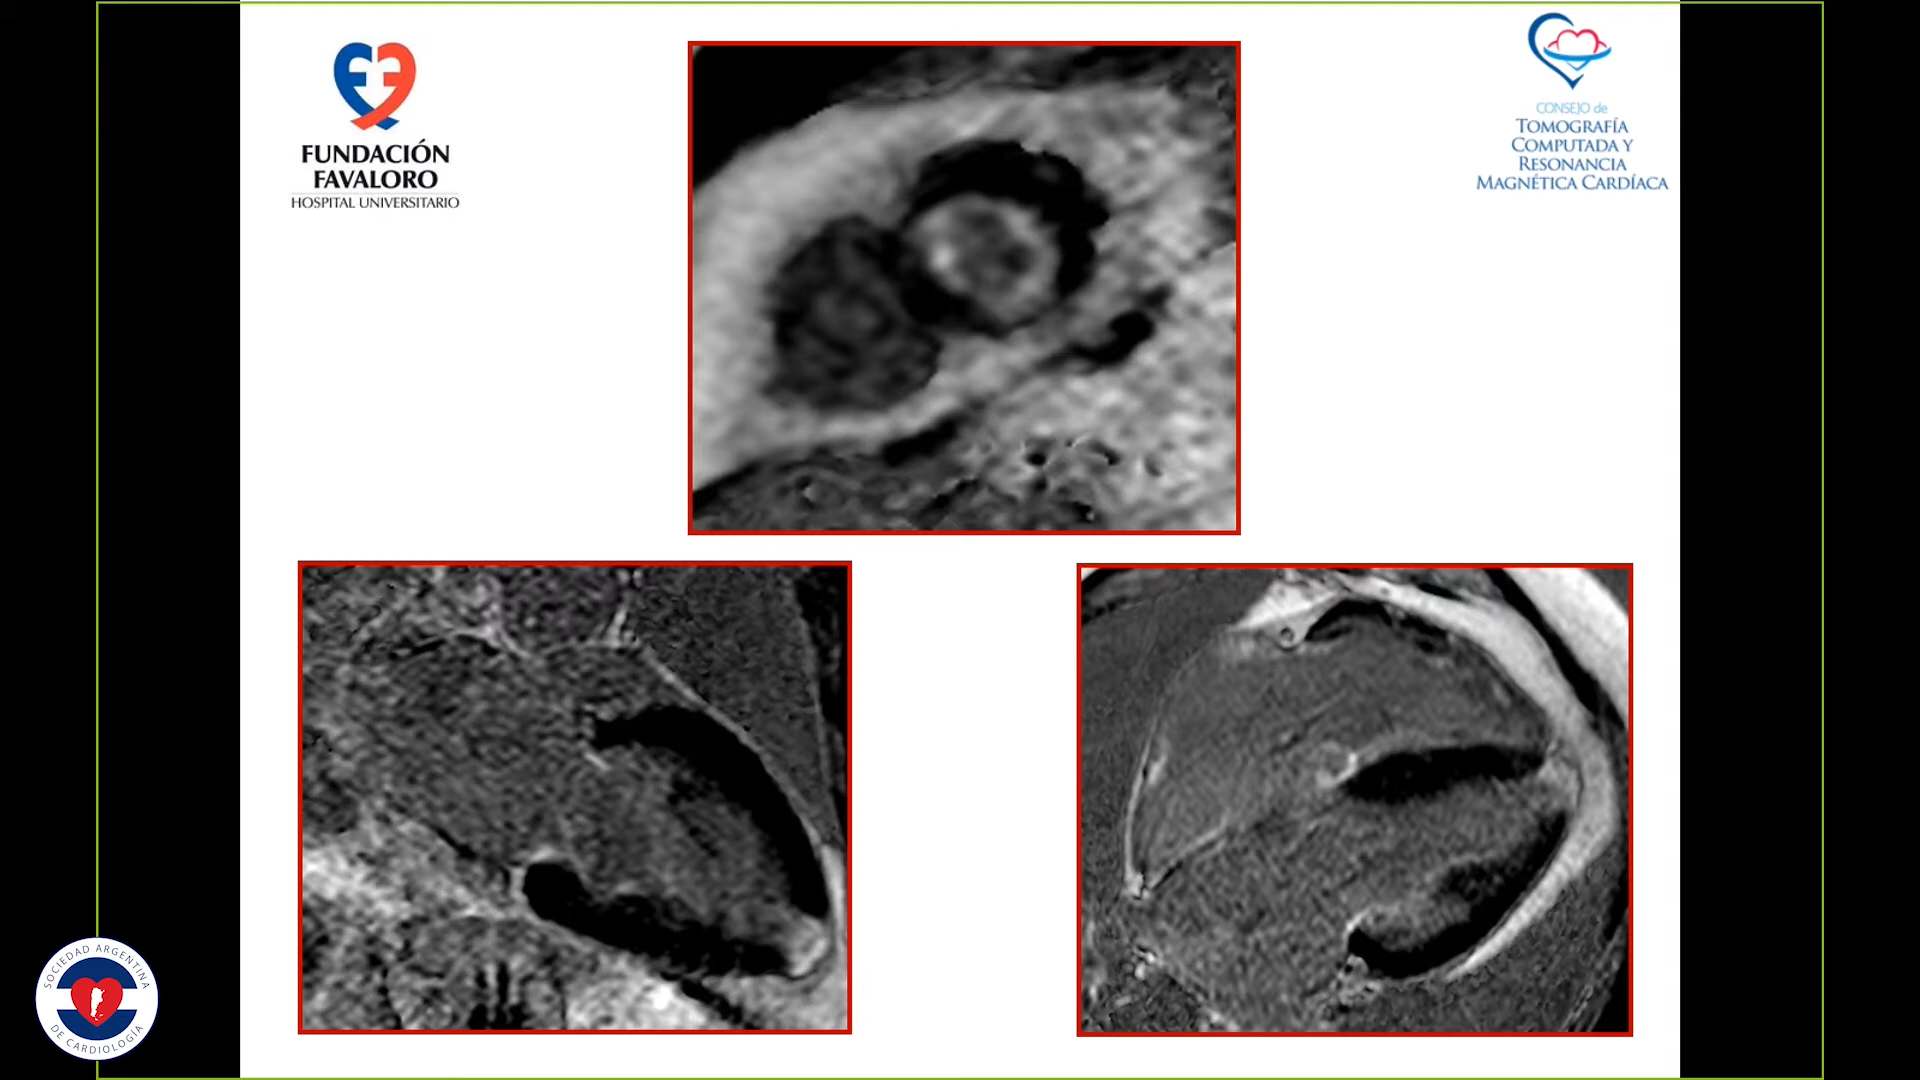 FUNDACIÓN
FAVALORO
HOSPITAL UNIVERSITARIO
CONSEJO de
TOMOGRAFÍA
COMPUTADA Y
RESONANCIA
MAGNÉTICA CARDÍACA
SOCIEDAD ARGENTINA
DE CARDIOLOGÍA